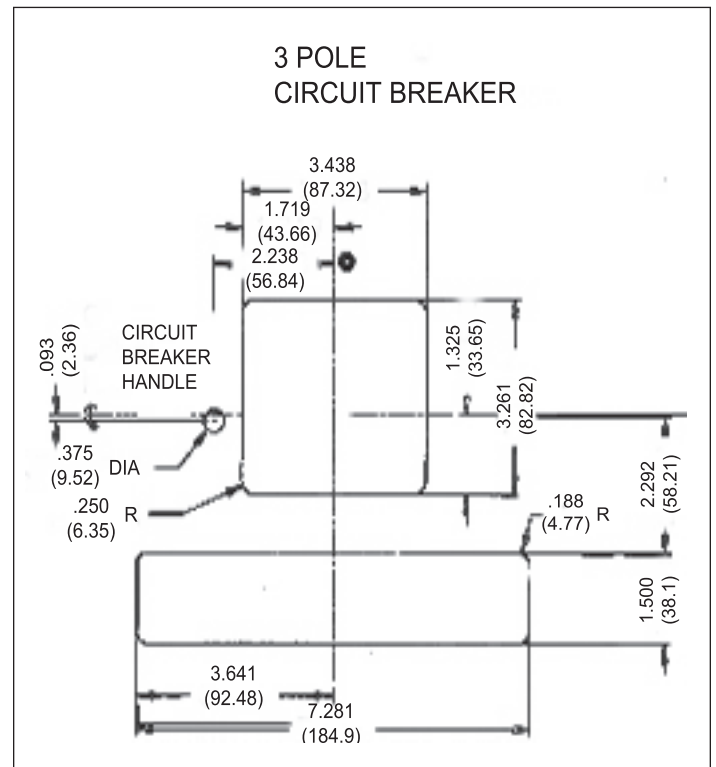 3 POLE
CIRCUIT BREAKER
3.438
(87.32)
1.719
(43.66)
2.238
(56.84)
.093
(2.36)
CIRCUIT
BREAKER
HANDLE
1.325
(33.65)
3.261
(82.82)
.375
(9.52) DIA
.250
(6.35) R
.188
(4.77) R
2.292
(58.21)
1.500
(38.1)
3.641
(92.48)
7.281
(184.9)